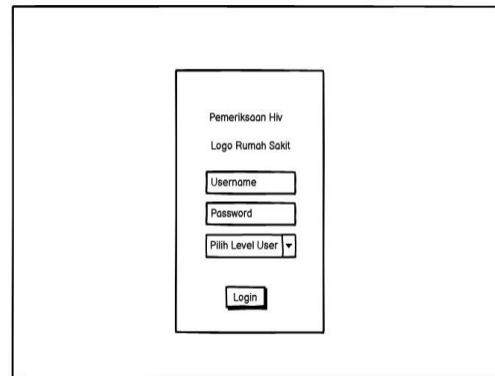 Pemeriksaan Hiv
Logo Rumah Sakit
Username
Password
Pilih Level User
Login